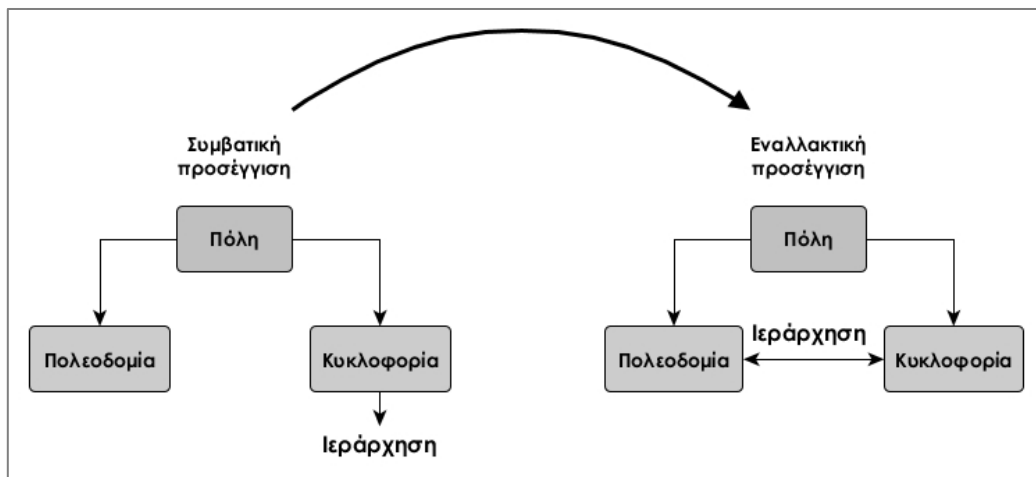 Συμβατική
προσέγγιση
Πόλη
Πολεοδομία
Κυκλοφορία
Ιεράρχηση
Εναλλακτική
προσέγγιση
Πόλη
Πολεοδομία
Ιεράρχηση
Κυκλοφορία